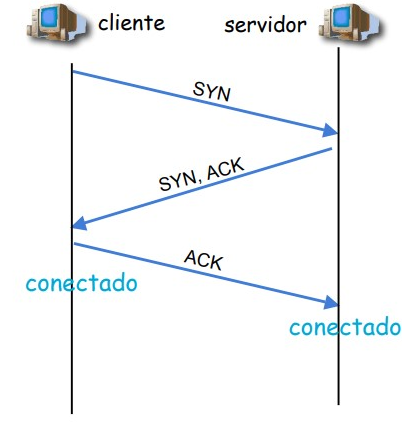 cliente
servidor
SYN
SYN, ACK
ACK
conectado
conectado